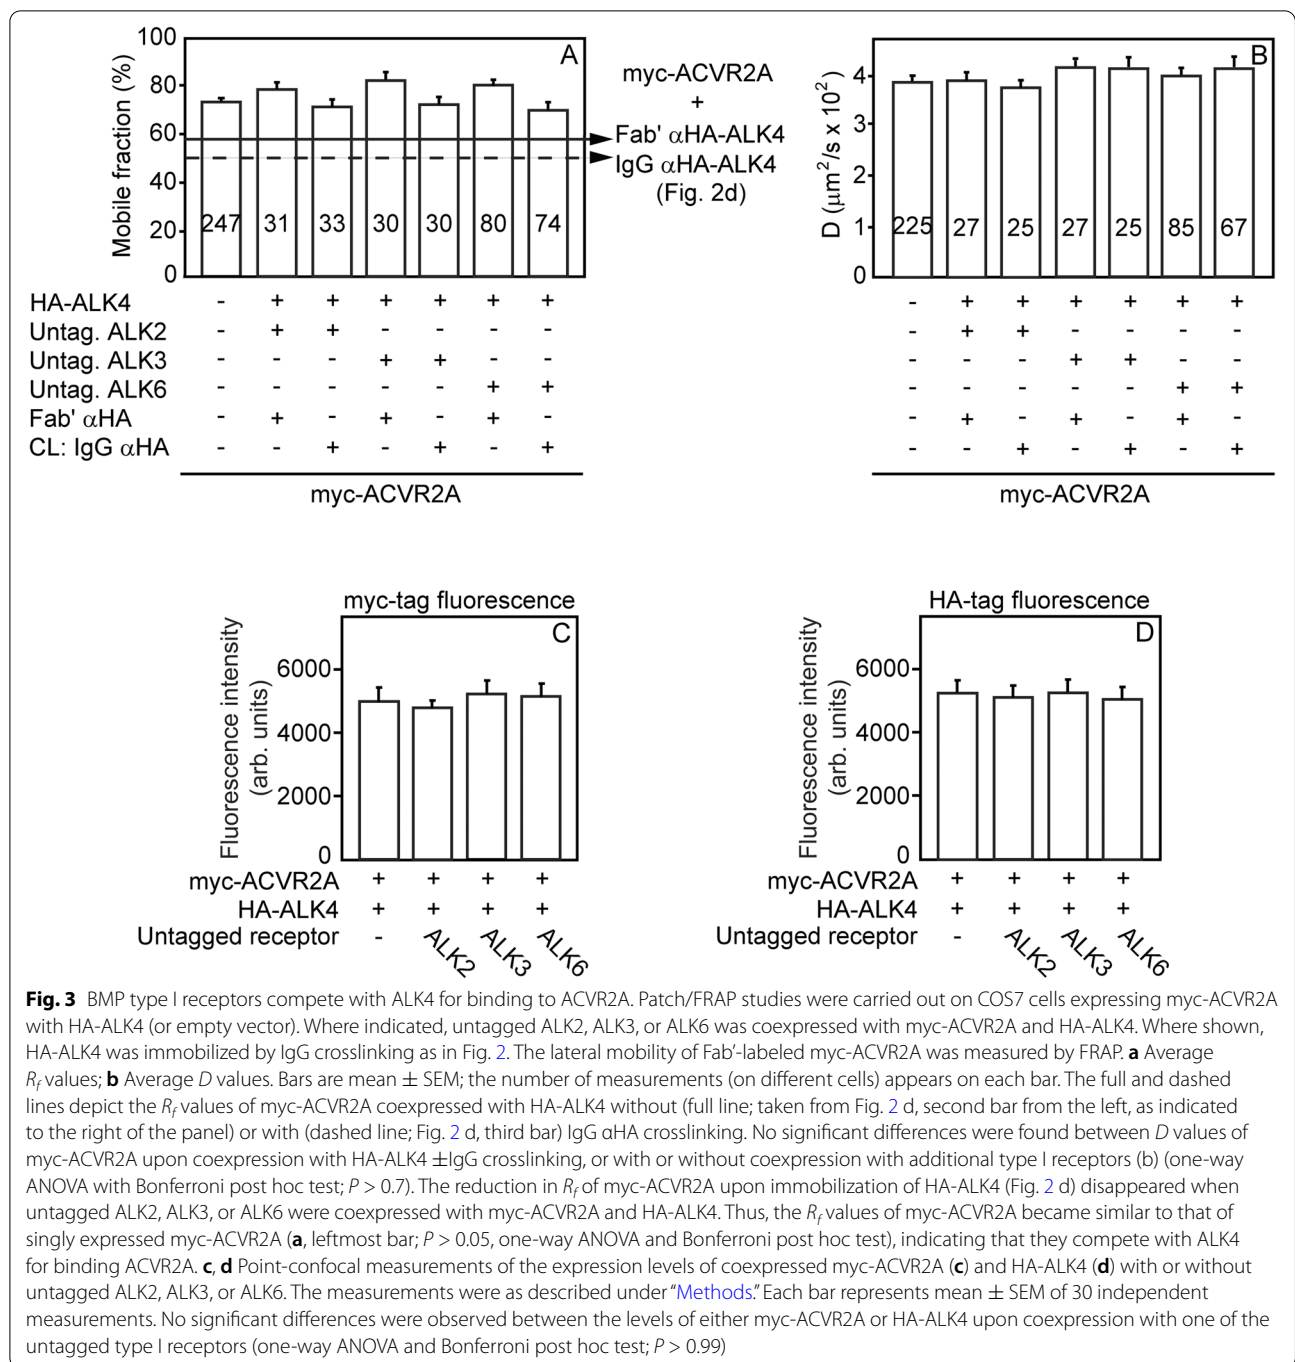 100
80
60
40
20
0
Mobile fraction (%)
A
247 31 33 30 30 80 74
myc-ACVR2A
+
Fab' αHA-ALK4
IgG αHA-ALK4
(Fig. 2d)
4
3
2
1
0
D (μm²/s x 10²)
B
225 27 25 27 25 85 67
HA-ALK4 - + + + + + +
Untag. ALK2 - + + - - - -
Untag. ALK3 - - - + + - -
Untag. ALK6 - - - - - + +
Fab' αHA - + - + - + -
CL: IgG αHA - - + - + - +
myc-ACVR2A
- + + + + + +
- + + - - - -
- - - + + - -
- - - - - + +
- + - + - + -
- - + - + - +
myc-ACVR2A
myc-tag fluorescence
C
Fluorescence intensity
(arb. units)
6000
4000
2000
0
myc-ACVR2A + + + +
HA-ALK4 + + + +
Untagged receptor - ALK2 ALK3 ALK6
HA-tag fluorescence
D
Fluorescence intensity
(arb. units)
6000
4000
2000
0
myc-ACVR2A + + + +
HA-ALK4 + + + +
Untagged receptor - ALK2 ALK3 ALK6
Fig. 3 BMP type I receptors compete with ALK4 for binding to ACVR2A. Patch/FRAP studies were carried out on COS7 cells expressing myc-ACVR2A
with HA-ALK4 (or empty vector). Where indicated, untagged ALK2, ALK3, or ALK6 was coexpressed with myc-ACVR2A and HA-ALK4. Where shown,
HA-ALK4 was immobilized by IgG crosslinking as in Fig. 2. The lateral mobility of Fab′-labeled myc-ACVR2A was measured by FRAP. a Average
Rf values; b Average D values. Bars are mean ± SEM; the number of measurements (on different cells) appears on each bar. The full and dashed
lines depict the Rf values of myc-ACVR2A coexpressed with HA-ALK4 without (full line; taken from Fig. 2 d, second bar from the left, as indicated
to the right of the panel) or with (dashed line; Fig. 2 d, third bar) IgG αHA crosslinking. No significant differences were found between D values of
myc-ACVR2A upon coexpression with HA-ALK4 ±IgG crosslinking, or with or without coexpression with additional type I receptors (b) (one-way
ANOVA with Bonferroni post hoc test; P > 0.7). The reduction in Rf of myc-ACVR2A upon immobilization of HA-ALK4 (Fig. 2 d) disappeared when
untagged ALK2, ALK3, or ALK6 were coexpressed with myc-ACVR2A and HA-ALK4. Thus, the Rf values of myc-ACVR2A became similar to that of
singly expressed myc-ACVR2A (a, leftmost bar; P > 0.05, one-way ANOVA and Bonferroni post hoc test), indicating that they compete with ALK4
for binding ACVR2A. c, d Point-confocal measurements of the expression levels of coexpressed myc-ACVR2A (c) and HA-ALK4 (d) with or without
untagged ALK2, ALK3, or ALK6. The measurements were as described under “Methods.” Each bar represents mean ± SEM of 30 independent
measurements. No significant differences were observed between the levels of either myc-ACVR2A or HA-ALK4 upon coexpression with one of the
untagged type I receptors (one-way ANOVA and Bonferroni post hoc test; P > 0.99)